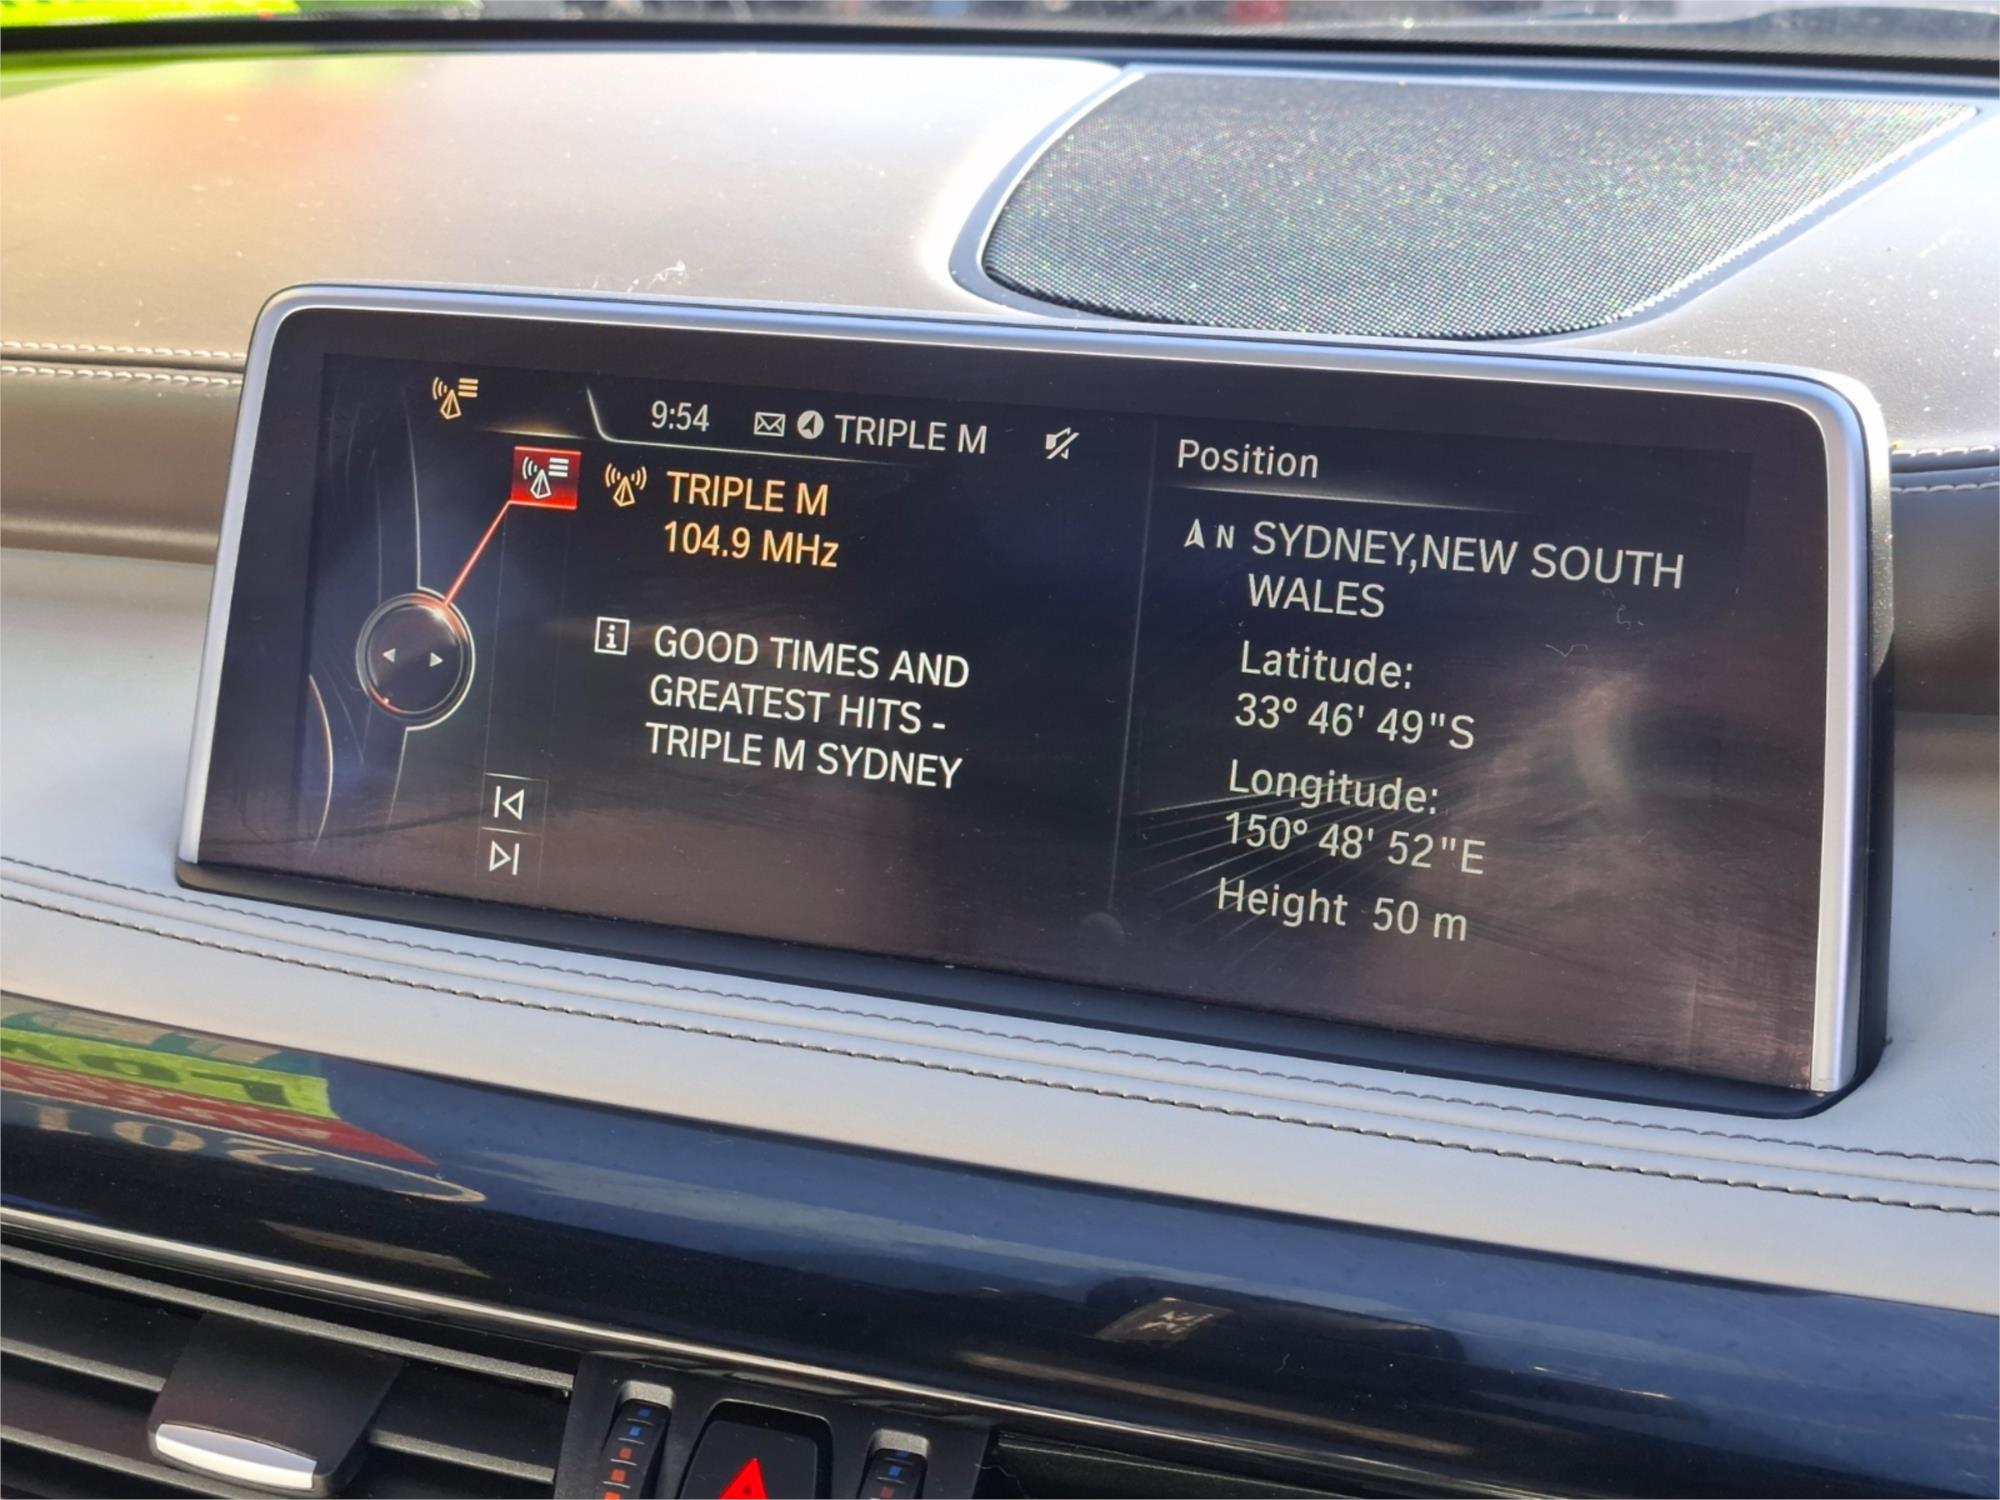 9:54 TRIPLE M
TRIPLE M
104.9 MHz
GOOD TIMES AND
GREATEST HITS -
TRIPLE M SYDNEY
Position
N SYDNEY,NEW SOUTH
WALES
Latitude:
33° 46' 49"S
Longitude:
150° 48' 52"E
Height 50 m